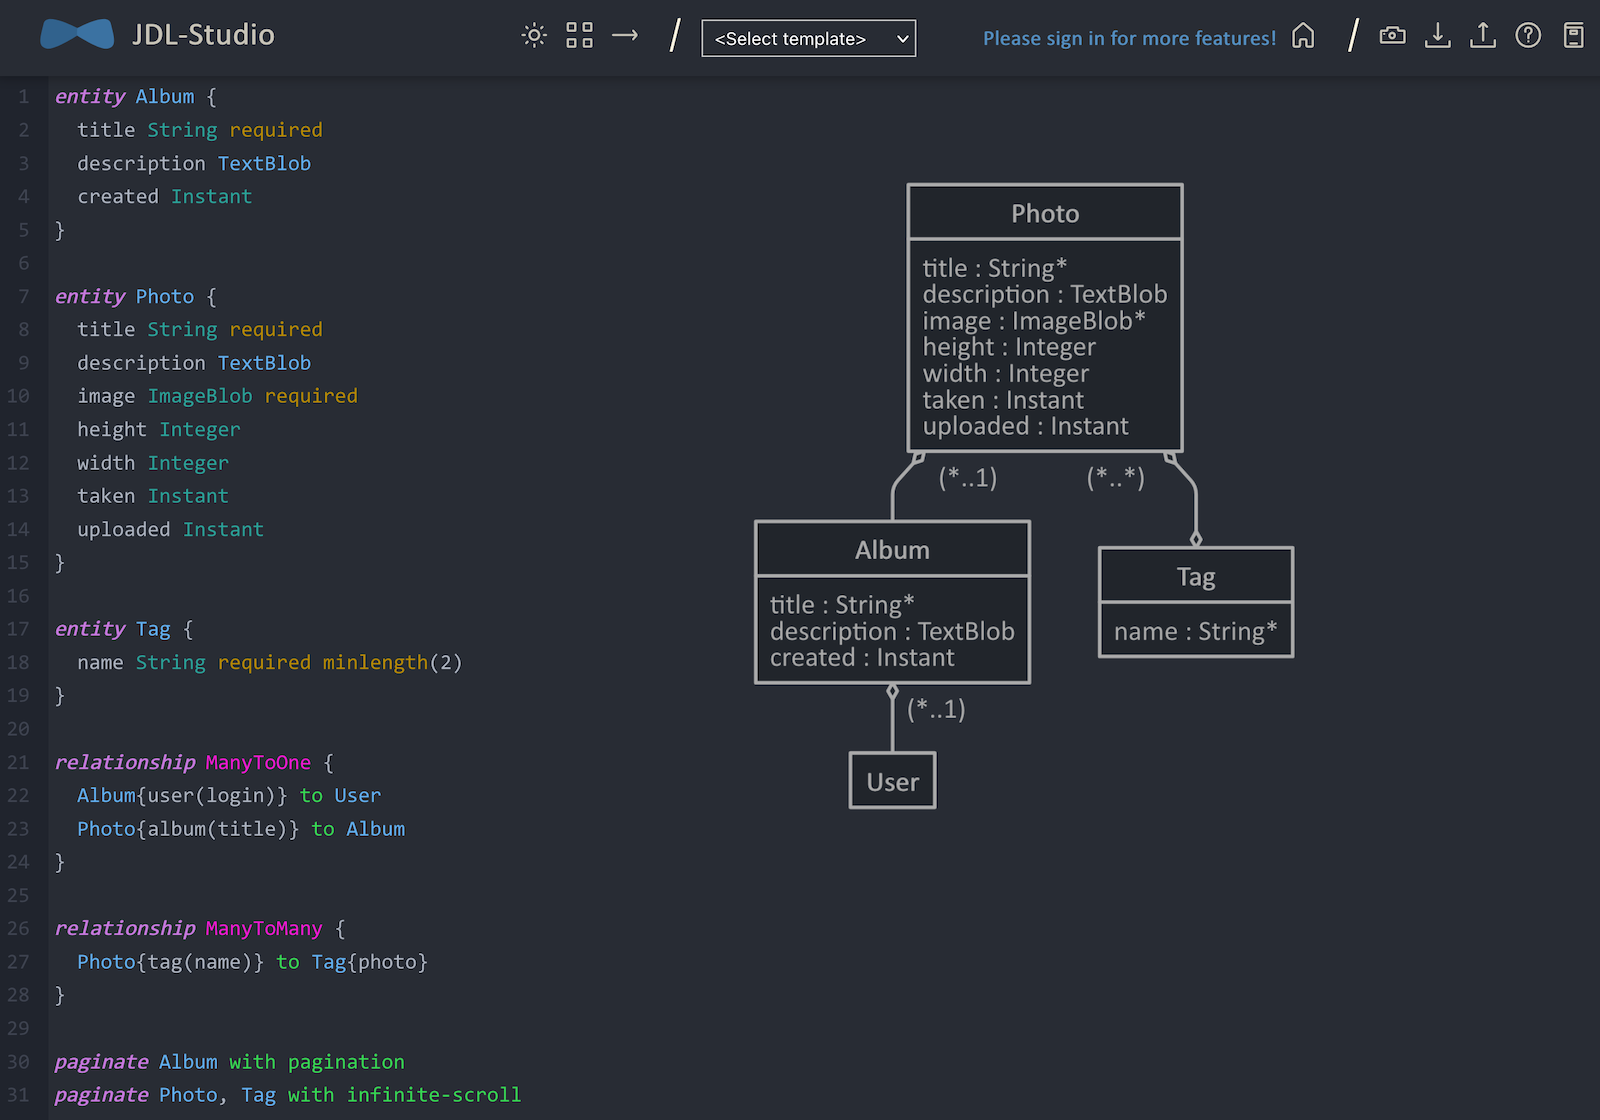 JDL-Studio
/
<Select template>
Please sign in for more features!
/
1 entity Album {
2 title String required
3 description TextBlob
4 created Instant
5 }
6
7 entity Photo {
8 title String required
9 description TextBlob
10 image ImageBlob required
11 height Integer
12 width Integer
13 taken Instant
14 uploaded Instant
15 }
16
17 entity Tag {
18 name String required minlength(2)
19 }
20
21 relationship ManyToOne {
22 Album{user(login)} to User
23 Photo{album(title)} to Album
24 }
25
26 relationship ManyToMany {
27 Photo{tag(name)} to Tag{photo}
28 }
29
30 paginate Album with pagination
31 paginate Photo, Tag with infinite-scroll
Photo
title : String*
description : TextBlob
image : ImageBlob*
height : Integer
width : Integer
taken : Instant
uploaded : Instant
(*..1)
(*..*)
Album
title : String*
description : TextBlob
created : Instant
Tag
name : String*
(*..1)
User